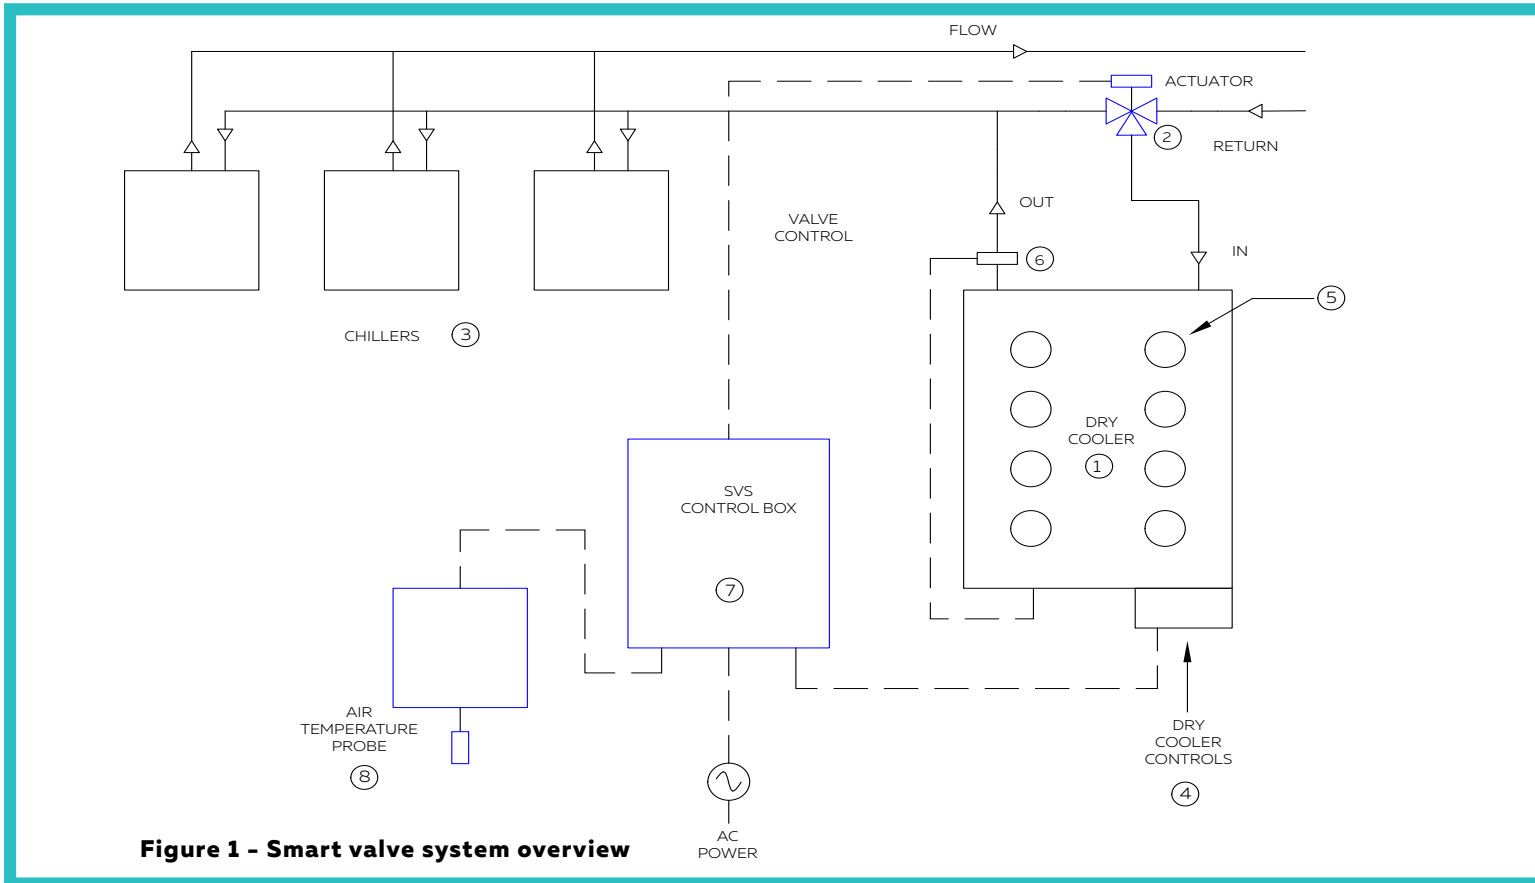 FLOW
ACTUATOR
2
RETURN
OUT
VALVE
CONTROL
IN
6
5
CHILLERS
3
DRY
COOLER
1
SVS
CONTROL BOX
7
AIR
TEMPERATURE
PROBE
8
DRY
COOLER
CONTROLS
4
AC
POWER
Figure 1 – Smart valve system overview